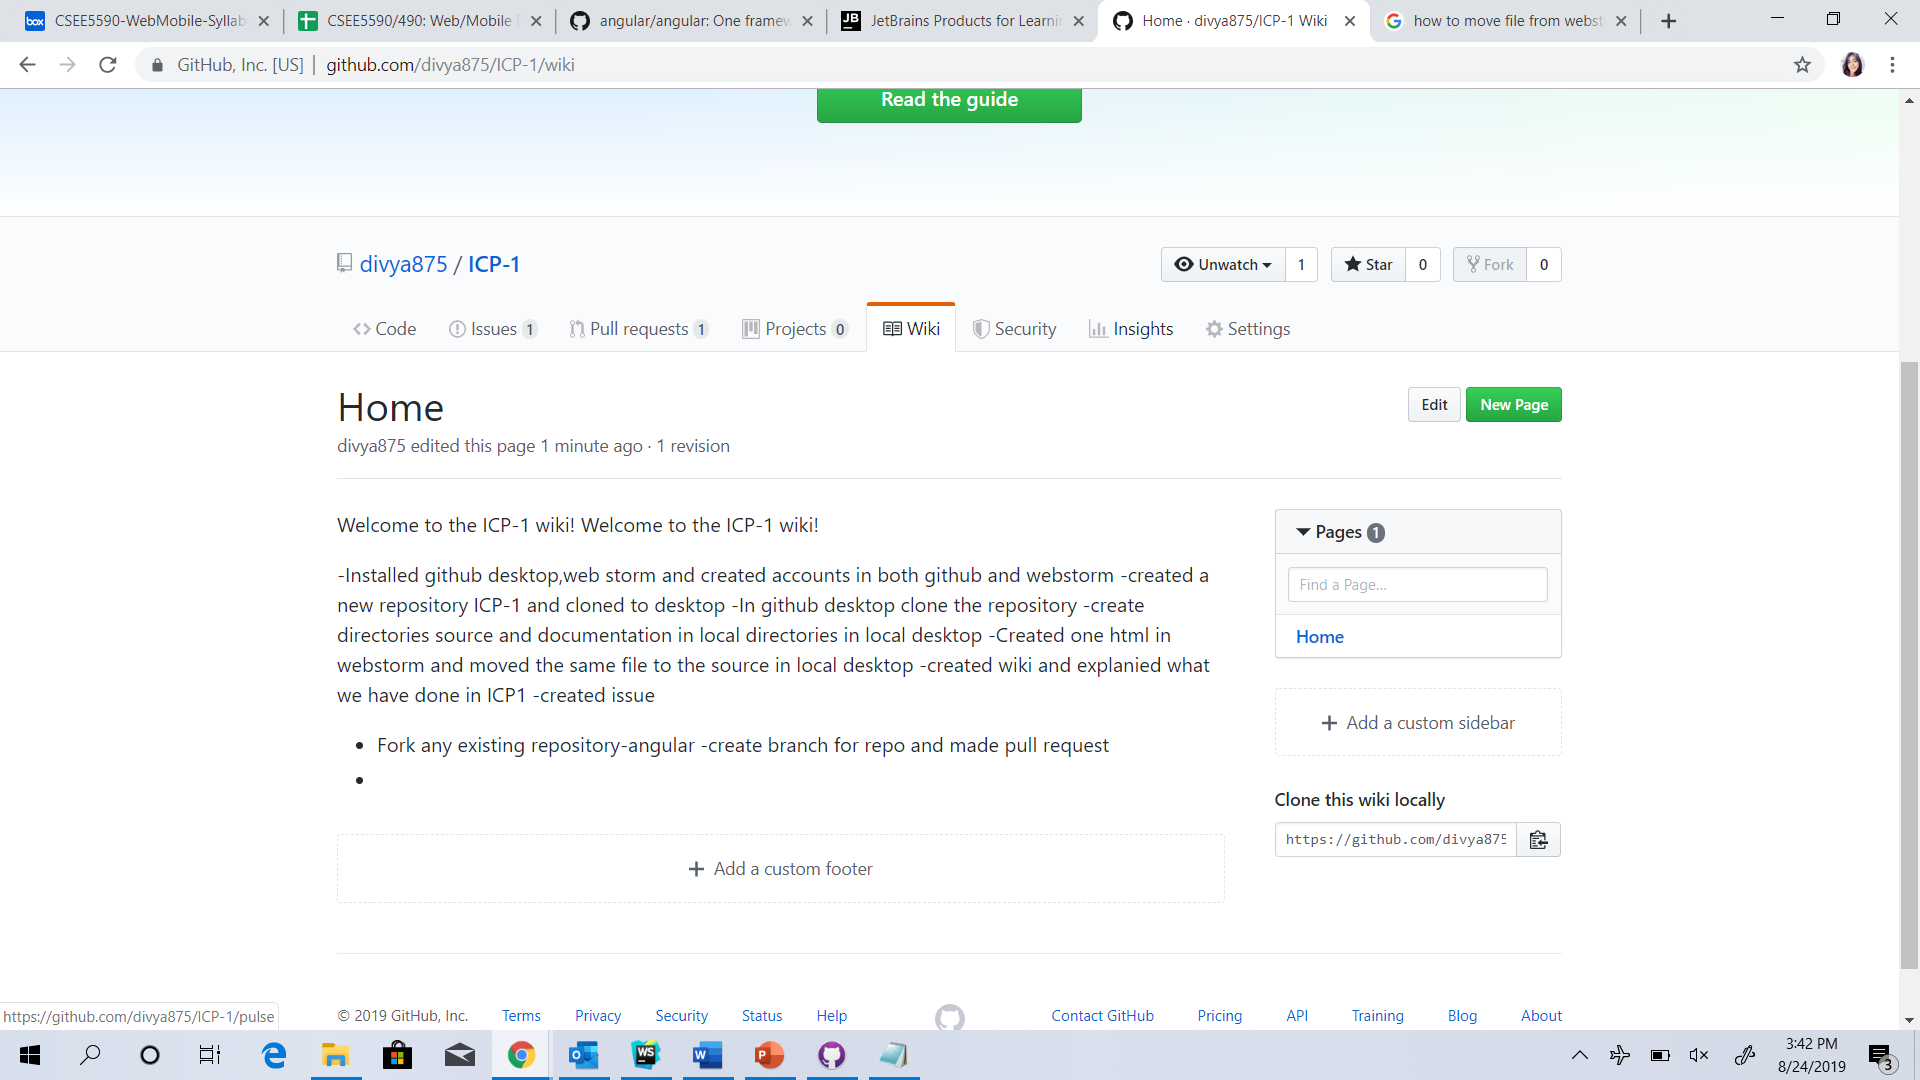 CSEE5590-WebMobile-Syllab
CSEE5590/490: Web/Mobile P
angular/angular: One framew
JetBrains Products for Learnin
Home · divya875/ICP-1 Wiki
how to move file from webst
GitHub, Inc. [US] | github.com/divya875/ICP-1/wiki
Read the guide
divya875 / ICP-1
Unwatch 1
Star 0
Fork 0
Code
Issues 1
Pull requests 1
Projects 0
Wiki
Security
Insights
Settings
Home
Edit
New Page
divya875 edited this page 1 minute ago · 1 revision
Welcome to the ICP-1 wiki! Welcome to the ICP-1 wiki!
-Installed github desktop,web storm and created accounts in both github and webstorm -created a
new repository ICP-1 and cloned to desktop -In github desktop clone the repository -create
directories source and documentation in local directories in local desktop -Created one html in
webstorm and moved the same file to the source in local desktop -created wiki and explanied what
we have done in ICP1 -created issue
• Fork any existing repository-angular -create branch for repo and made pull request
•
Add a custom footer
Pages 1
Find a Page...
Home
Add a custom sidebar
Clone this wiki locally
https://github.com/divya875
© 2019 GitHub, Inc.
Terms
Privacy
Security
Status
Help
Contact GitHub
Pricing
API
Training
Blog
About
https://github.com/divya875/ICP-1/pulse
box
JB
WS
3:42 PM
8/24/2019
3